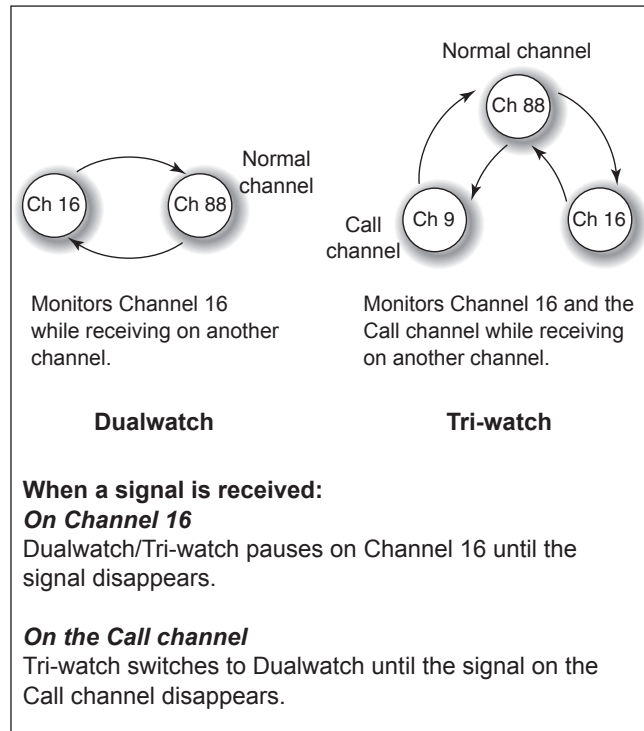 Ch 16
Ch 88
Normal
channel
Monitors Channel 16
while receiving on another
channel.
Dualwatch
Normal channel
Ch 88
Ch 9
Ch 16
Call
channel
Monitors Channel 16 and the
Call channel while receiving
on another channel.
Tri-watch
When a signal is received:
On Channel 16
Dualwatch/Tri-watch pauses on Channel 16 until the
signal disappears.
On the Call channel
Tri-watch switches to Dualwatch until the signal on the
Call channel disappears.